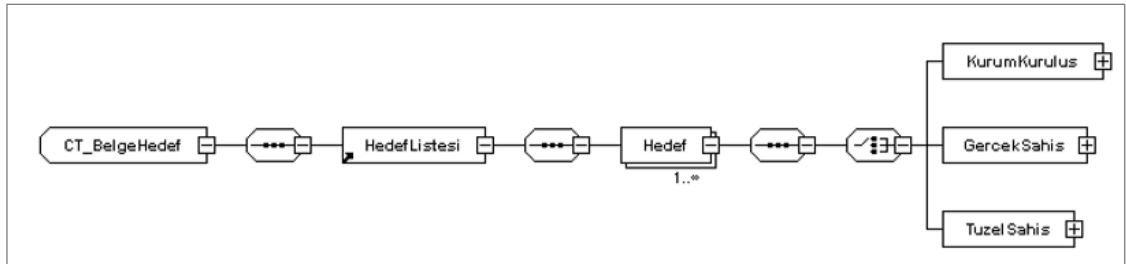 KurumKurulus
CT_BelgeHedef
HedefListesi
Hedef
1..∞
GercekSahis
TuzelSahis